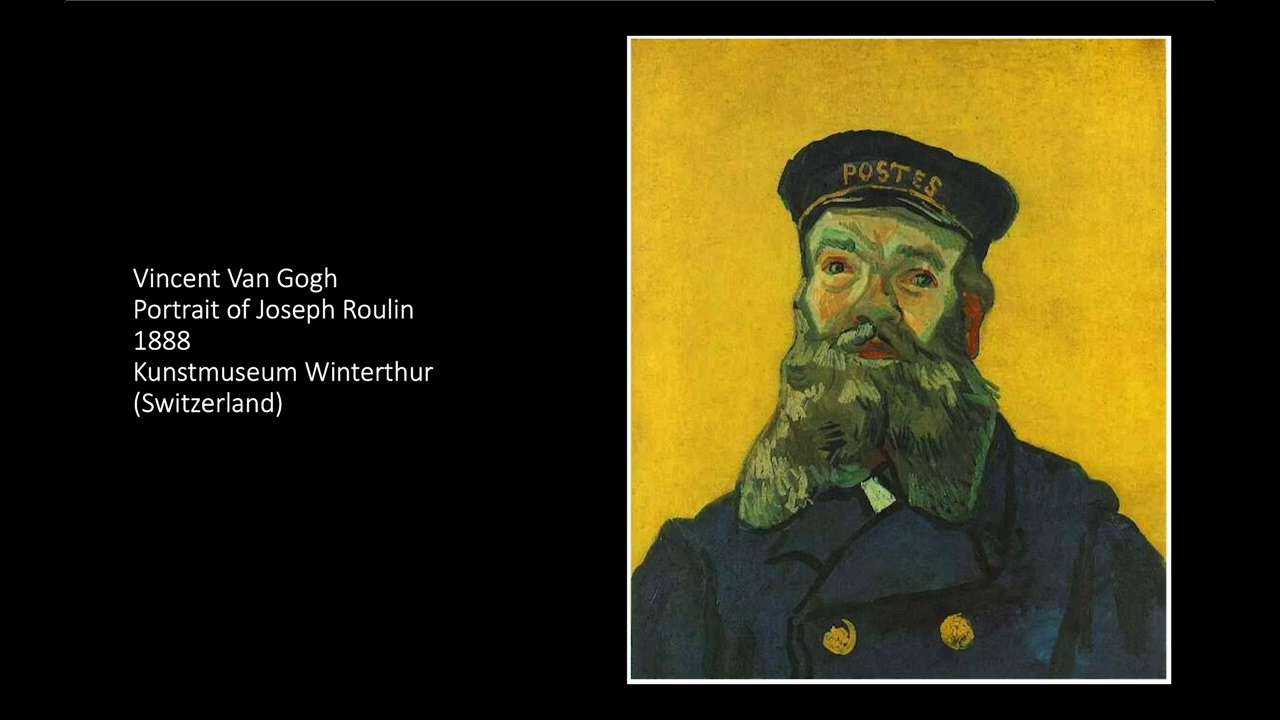 Vincent Van Gogh
Portrait of Joseph Roulin
1888
Kunstmuseum Winterthur
(Switzerland)
POSTES